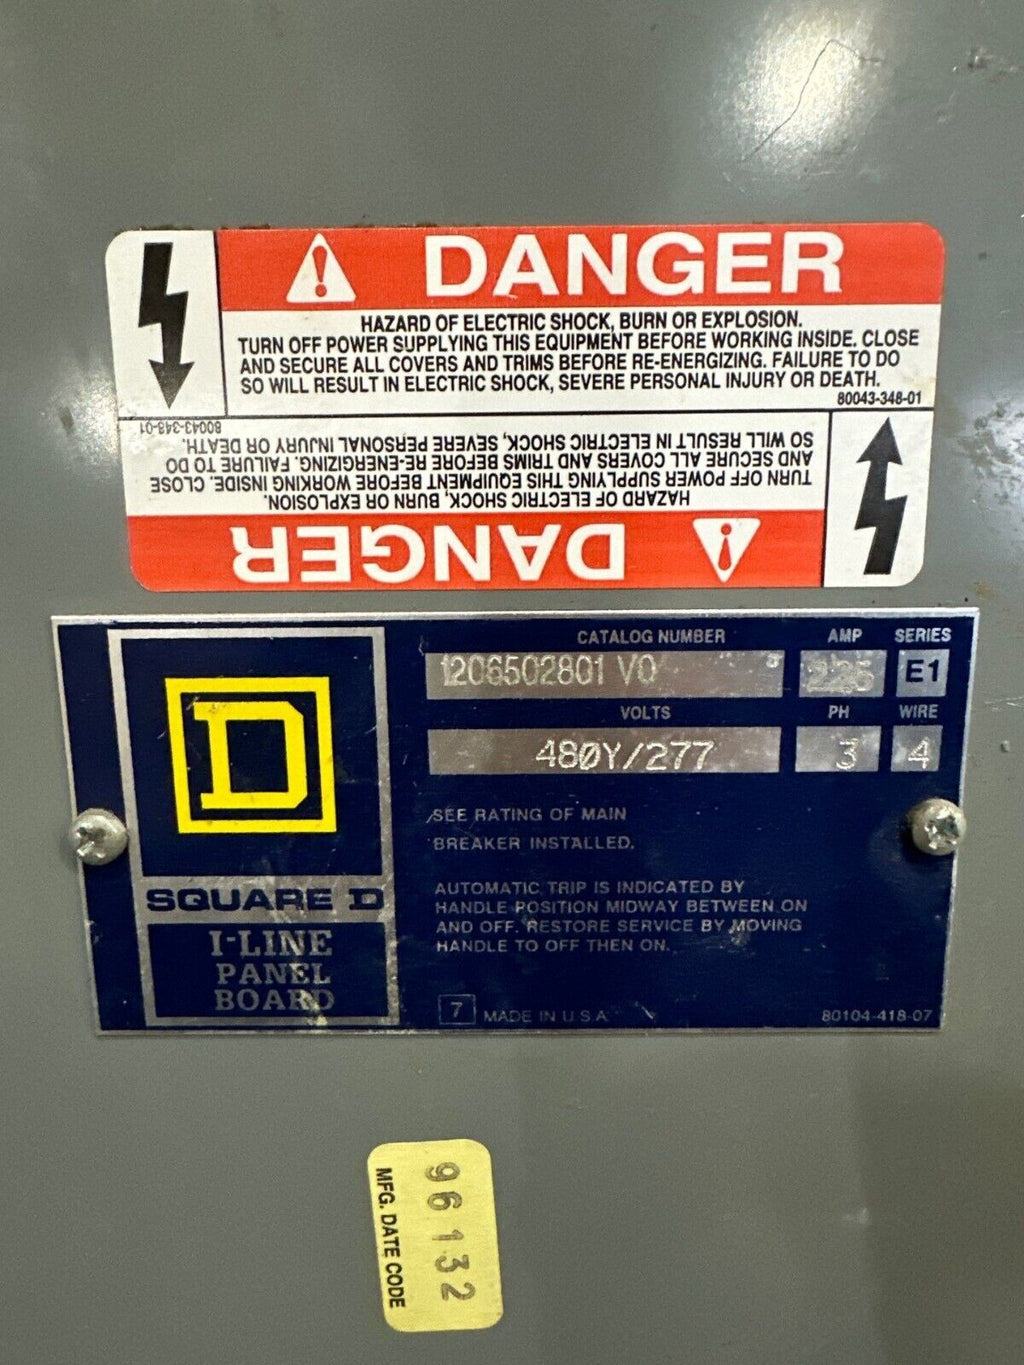 DANGER
HAZARD OF ELECTRIC SHOCK, BURN OR EXPLOSION.
TURN OFF POWER SUPPLYING THIS EQUIPMENT BEFORE WORKING INSIDE. CLOSE
AND SECURE ALL COVERS AND TRIMS BEFORE RE-ENERGIZING. FAILURE TO DO
SO WILL RESULT IN ELECTRIC SHOCK, SEVERE PERSONAL INJURY OR DEATH.
80043-348-01
DANGER
HAZARD OF ELECTRIC SHOCK, BURN OR EXPLOSION.
TURN OFF POWER SUPPLYING THIS EQUIPMENT BEFORE WORKING INSIDE. CLOSE
AND SECURE ALL COVERS AND TRIMS BEFORE RE-ENERGIZING. FAILURE TO DO
SO WILL RESULT IN ELECTRIC SHOCK, SEVERE PERSONAL INJURY OR DEATH.
80043-348-01
D
SQUARE D
I-LINE
PANEL
BOARD
CATALOG NUMBER AMP SERIES
1206502801 V0 225 E1
VOLTS PH WIRE
480Y/277 3 4
SEE RATING OF MAIN
BREAKER INSTALLED.
AUTOMATIC TRIP IS INDICATED BY
HANDLE POSITION MIDWAY BETWEEN ON
AND OFF. RESTORE SERVICE BY MOVING
HANDLE TO OFF THEN ON.
7 MADE IN U.S.A. 80104-418-07
96132
MFG. DATE CODE